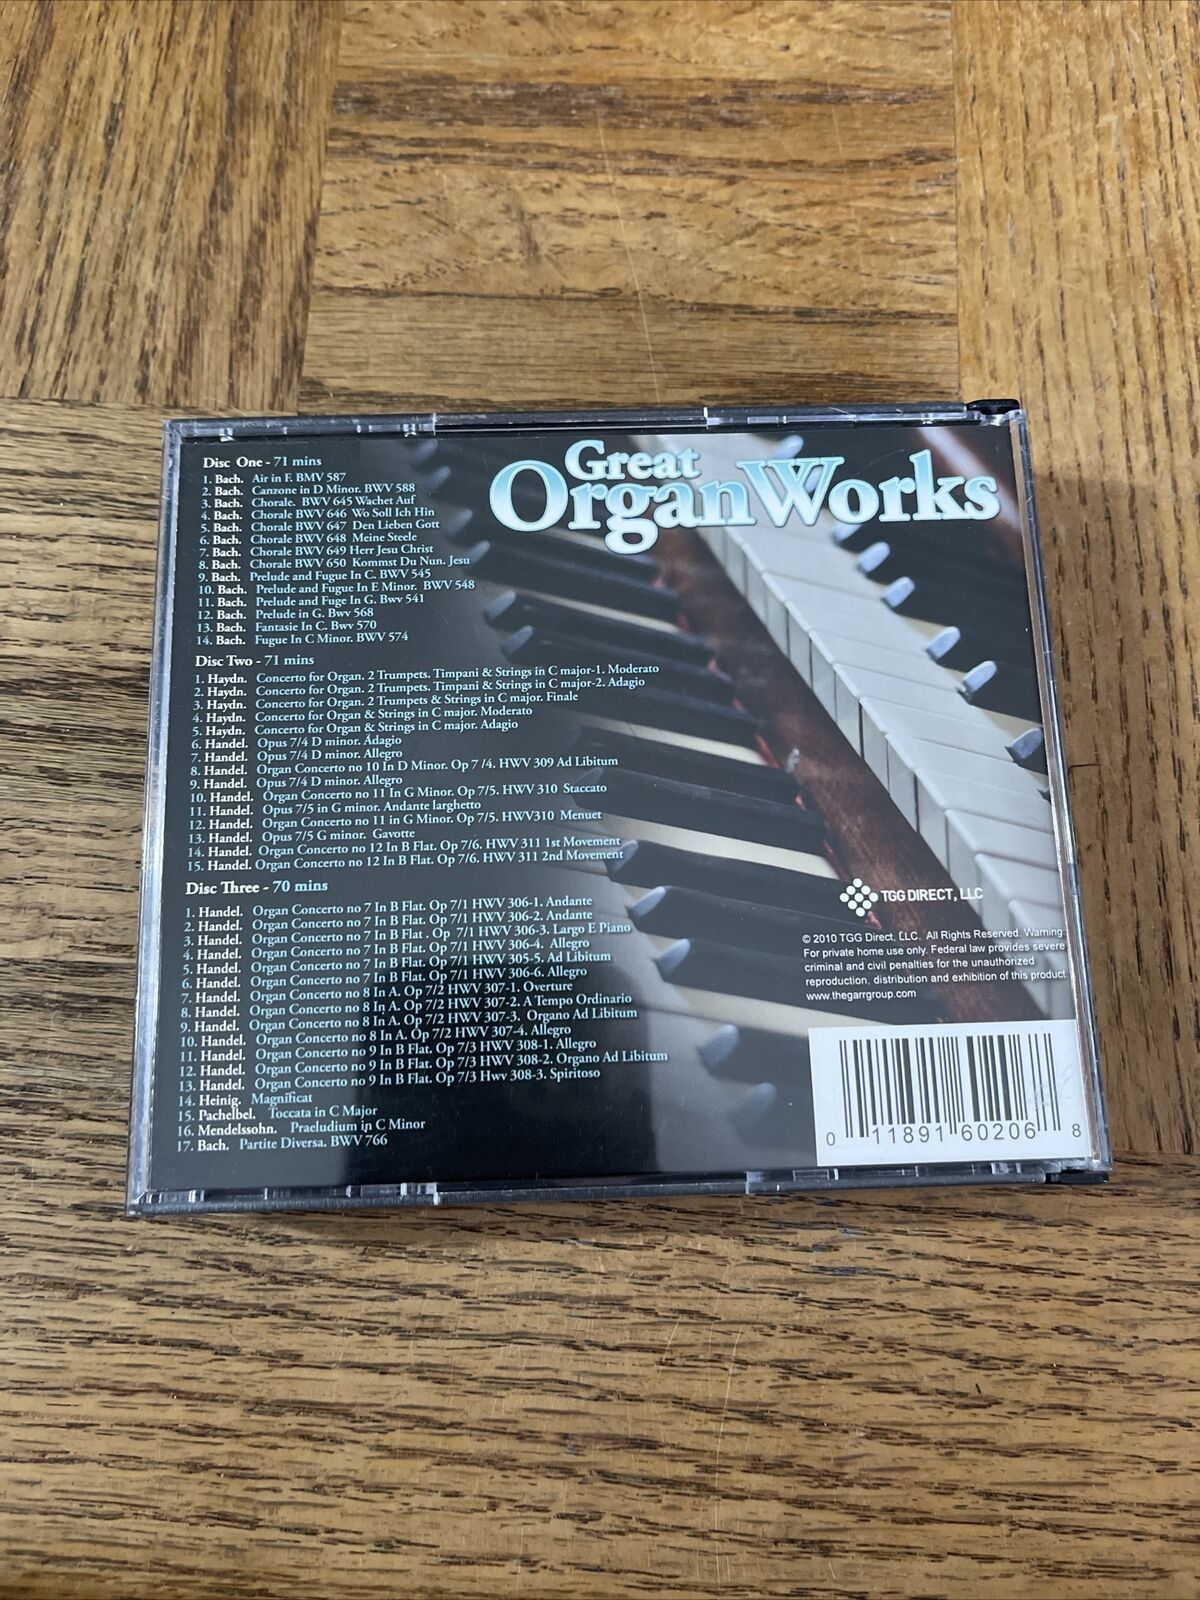 Great
Organ Works
Disc One - 71 mins
1. Bach. Air in F. BMV 587
2. Bach. Canzone in D Minor. BWV 588
3. Bach. Chorale. BWV 645 Wachet Auf
4. Bach. Chorale BWV 646 Wo Soll Ich Hin
5. Bach. Chorale BWV 647 Den Lieben Gott
6. Bach. Chorale BWV 648 Meine Steele
7. Bach. Chorale BWV 649 Herr Jesu Christ
8. Bach. Chorale BWV 650 Kommst Du Nun. Jesu
9. Bach. Prelude and Fugue In C. BWV 545
10. Bach. Prelude and Fugue In E Minor. BWV 548
11. Bach. Prelude and Fuge In G. Bwv 541
12. Bach. Prelude in G. Bwv 568
13. Bach. Fantasie In C. Bwv 570
14. Bach. Fugue In C Minor. BWV 574
Disc Two - 71 mins
1. Haydn. Concerto for Organ. 2 Trumpets. Timpani & Strings in C major-1. Moderato
2. Haydn. Concerto for Organ. 2 Trumpets. Timpani & Strings in C major-2. Adagio
3. Haydn. Concerto for Organ. 2 Trumpets & Strings in C major. Finale
4. Haydn. Concerto for Organ & Strings in C major. Moderato
5. Haydn. Concerto for Organ & Strings in C major. Adagio
6. Handel. Opus 7/4 D minor. Adagio
7. Handel. Opus 7/4 D minor. Allegro
8. Handel. Organ Concerto no 10 In D Minor. Op 7 /4. HWV 309 Ad Libitum
9. Handel. Opus 7/4 D minor. Allegro
10. Handel. Organ Concerto no 11 In G Minor. Op 7/5. HWV 310 Staccato
11. Handel. Opus 7/5 in G minor. Andante larghetto
12. Handel. Organ Concerto no 11 in G Minor. Op 7/5. HWV310 Menuet
13. Handel. Opus 7/5 G minor. Gavotte
14. Handel. Organ Concerto no 12 In B Flat. Op 7/6. HWV 311 1st Movement
15. Handel. Organ Concerto no 12 In B Flat. Op 7/6. HWV 311 2nd Movement
Disc Three - 70 mins
1. Handel. Organ Concerto no 7 In B Flat. Op 7/1 HWV 306-1. Andante
2. Handel. Organ Concerto no 7 In B Flat. Op 7/1 HWV 306-2. Andante
3. Handel. Organ Concerto no 7 In B Flat . Op 7/1 HWV 306-3. Largo E Piano
4. Handel. Organ Concerto no 7 In B Flat. Op 7/1 HWV 306-4. Allegro
5. Handel. Organ Concerto no 7 In B Flat. Op 7/1 HWV 305-5. Ad Libitum
6. Handel. Organ Concerto no 7 In B Flat. Op 7/1 HWV 306-6. Allegro
7. Handel. Organ Concerto no 8 In A. Op 7/2 HWV 307-1. Overture
8. Handel. Organ Concerto no 8 In A. Op 7/2 HWV 307-2. A Tempo Ordinario
9. Handel. Organ Concerto no 8 In A. Op 7/2 HWV 307-3. Organo Ad Libitum
10. Handel. Organ Concerto no 8 In A. Op 7/2 HWV 307-4. Allegro
11. Handel. Organ Concerto no 9 In B Flat. Op 7/3 HWV 308-1. Allegro
12. Handel. Organ Concerto no 9 In B Flat. Op 7/3 HWV 308-2. Organo Ad Libitum
13. Handel. Organ Concerto no 9 In B Flat. Op 7/3 Hwv 308-3. Spiritoso
14. Heinig. Magnificat
15. Pachelbel. Toccata in C Major
16. Mendelssohn. Praeludium in C Minor
17. Bach. Partite Diversa. BWV 766
TGG DIRECT, LLC
© 2010 TGG Direct, LLC. All Rights Reserved. Warning:
For private home use only. Federal law provides severe
criminal and civil penalties for the unauthorized
reproduction, distribution and exhibition of this product.
www.thegarrgroup.com
0 11891 60206 8